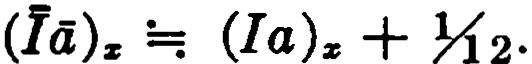 (Īā)ₓ ≒ (Ia)ₓ + 1/12.